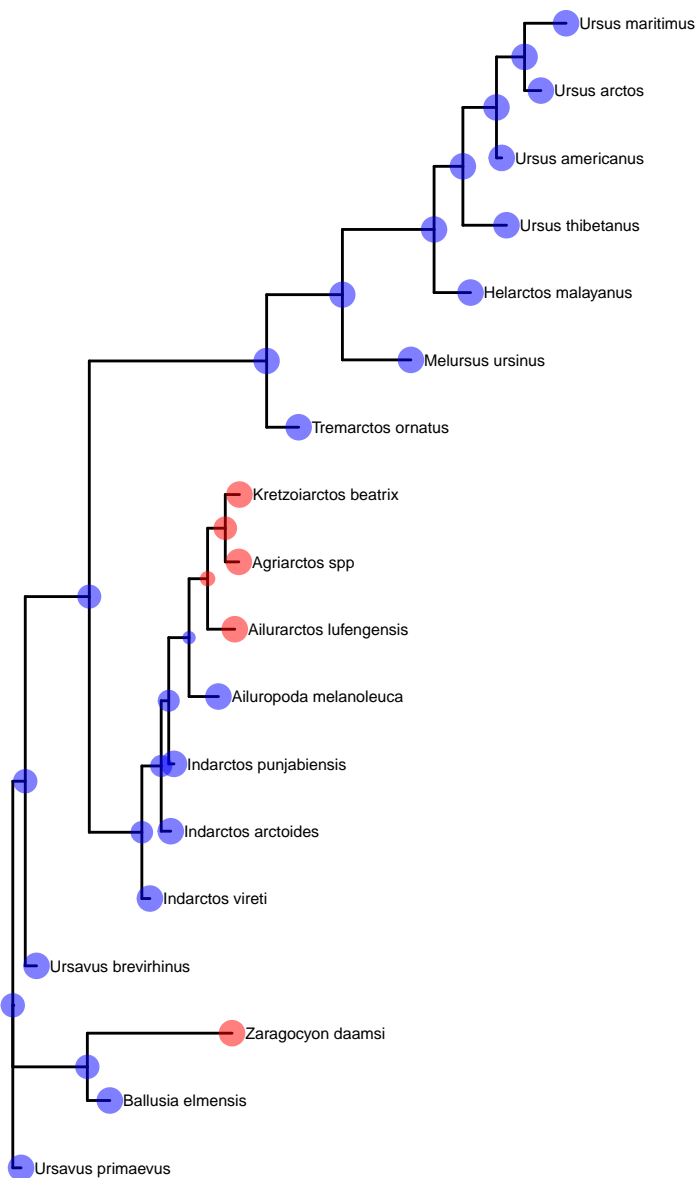 Ursus maritimus
Ursus arctos
Ursus americanus
Ursus thibetanus
Helarctos malayanus
Melursus ursinus
Tremarctos ornatus
Kretzoiarctos beatrix
Agriarctos spp
Ailurarctos lufengensis
Ailuropoda melanoleuca
Indarctos punjabiensis
Indarctos arctoides
Indarctos vireti
Ursavus brevirhinus
Zaragocyon daamsi
Ballusia elmensis
Ursavus primaevus